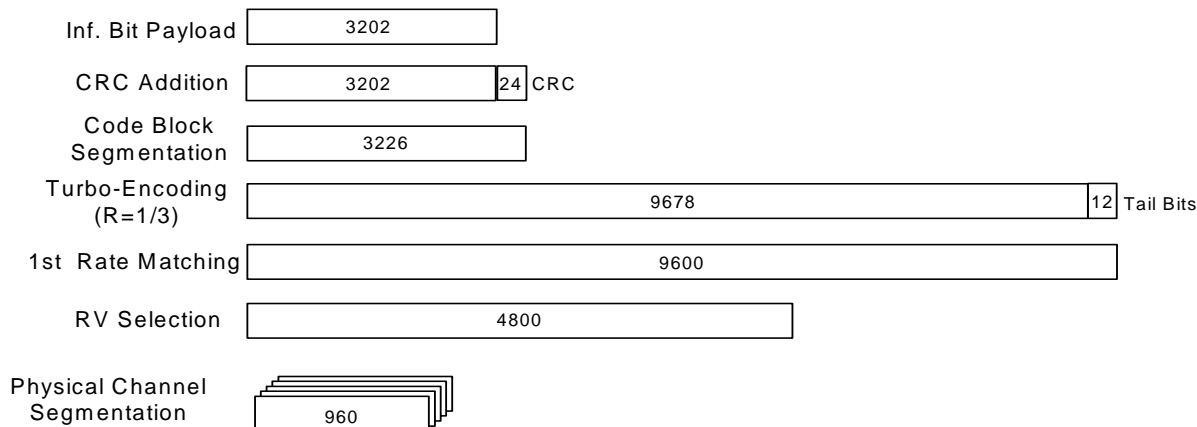 Inf. Bit Payload 3202
CRC Addition 3202 24 CRC
Code Block
Segmentation 3226
Turbo-Encoding
(R=1/3) 9678 12 Tail Bits
1st Rate Matching 9600
RV Selection 4800
Physical Channel
Segmentation 960